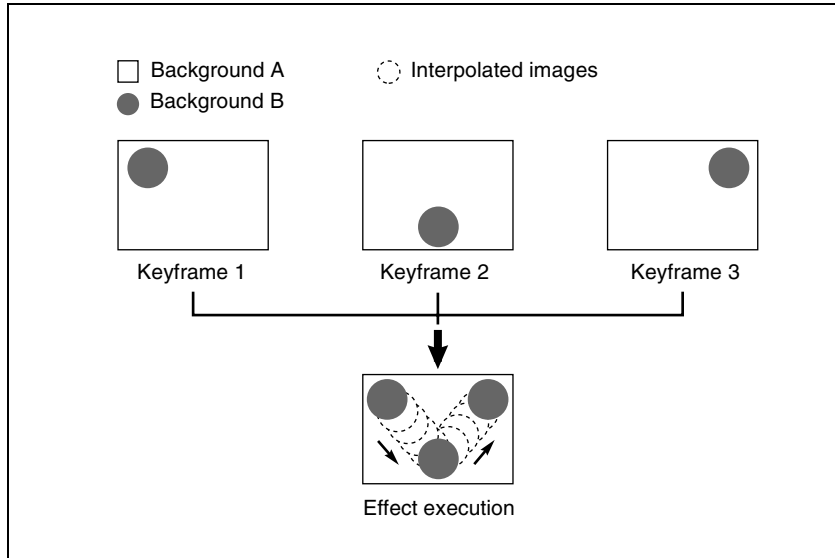 Background A
Interpolated images
Background B
Keyframe 1
Keyframe 2
Keyframe 3
Effect execution